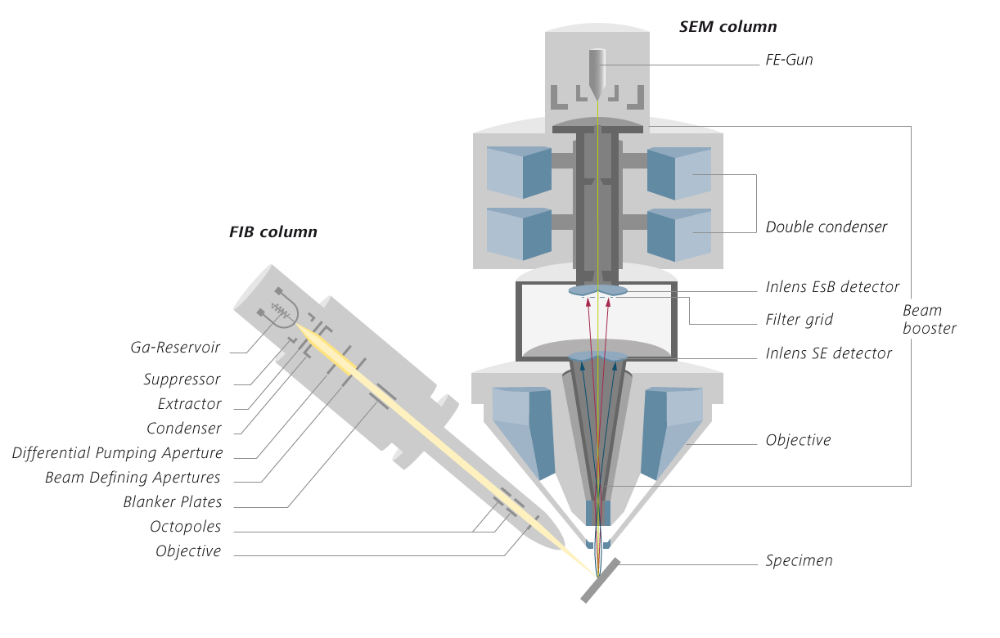 SEM column
FE-Gun
Double condenser
Inlens EsB detector
Filter grid
Beam
booster
Inlens SE detector
Objective
Specimen
FIB column
Ga-Reservoir
Suppressor
Extractor
Condenser
Differential Pumping Aperture
Beam Defining Apertures
Blanker Plates
Octopoles
Objective